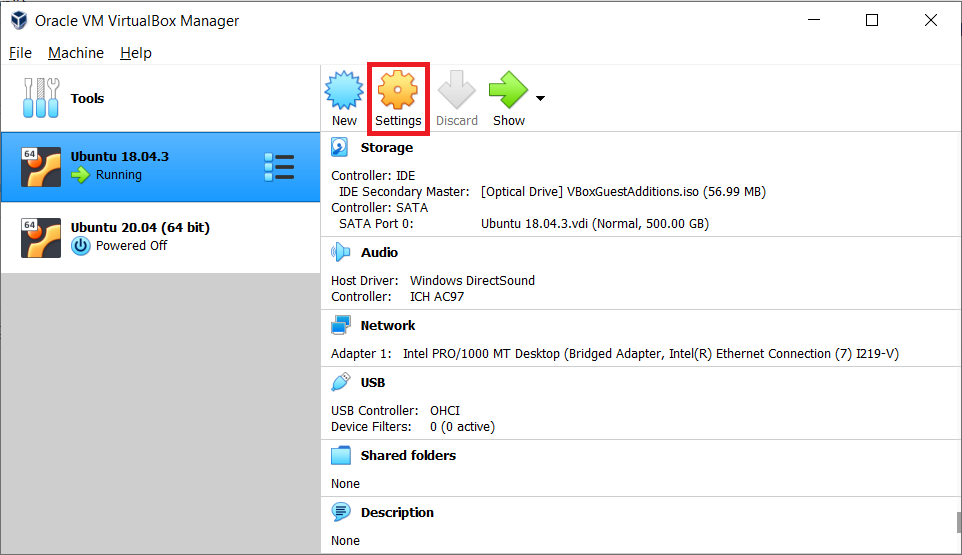 Oracle VM VirtualBox Manager
File Machine Help
Tools
New Settings Discard Show
64
Ubuntu 18.04.3
Running
64
Ubuntu 20.04 (64 bit)
Powered Off
Storage
Controller: IDE
IDE Secondary Master: [Optical Drive] VBoxGuestAdditions.iso (56.99 MB)
Controller: SATA
SATA Port 0: Ubuntu 18.04.3.vdi (Normal, 500.00 GB)
Audio
Host Driver: Windows DirectSound
Controller: ICH AC97
Network
Adapter 1: Intel PRO/1000 MT Desktop (Bridged Adapter, Intel(R) Ethernet Connection (7) I219-V)
USB
USB Controller: OHCI
Device Filters: 0 (0 active)
Shared folders
None
Description
None